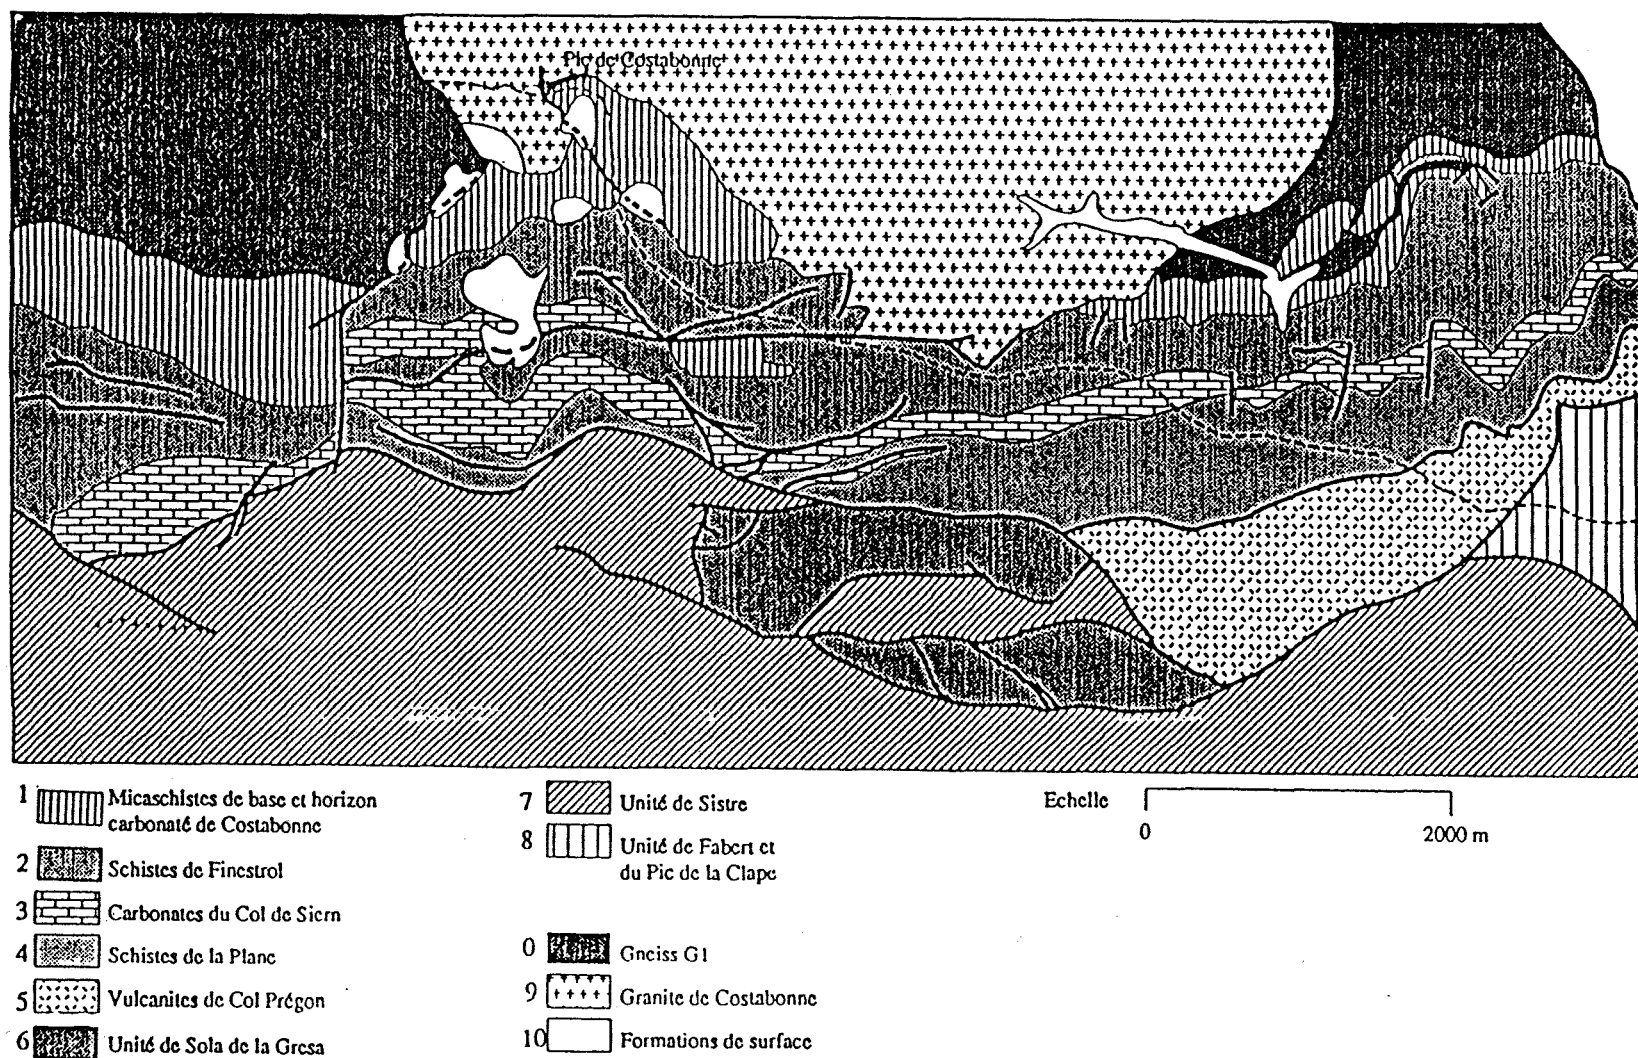 Pic de Costabonne
1 Micaschistes de base et horizon
carbonaté de Costabonne
2 Schistes de Finestrol
3 Carbonates du Col de Siern
4 Schistes de la Plane
5 Vulcanites de Col Prégon
6 Unité de Sola de la Gresa
7 Unité de Sistre
8 Unité de Fabert et
du Pic de la Clape
0 Gneiss G1
9 Granite de Costabonne
10 Formations de surface
Echelle
0 2000 m